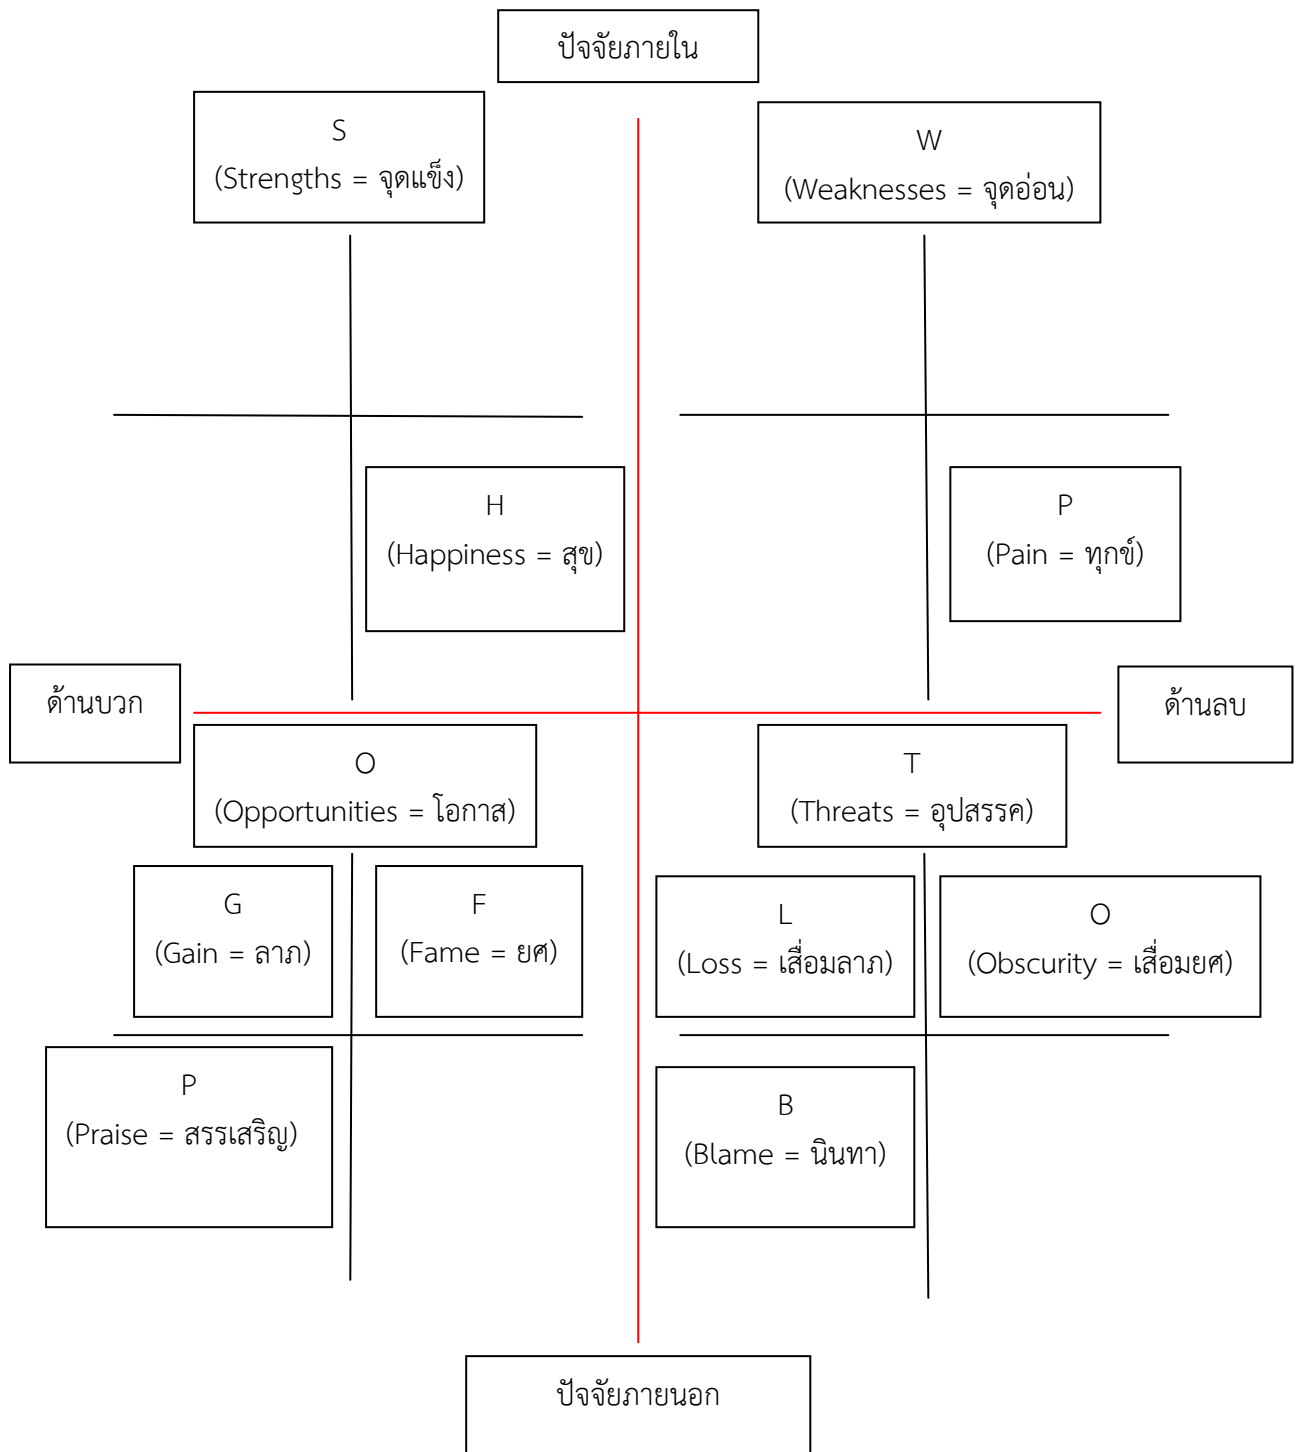 ปัจจัยภายใน
S
(Strengths = จุดแข็ง)
W
(Weaknesses = จุดอ่อน)
H
(Happiness = สุข)
P
(Pain = ทุกข์)
ด้านบวก
ด้านลบ
O
(Opportunities = โอกาส)
T
(Threats = อุปสรรค)
G
(Gain = ลาภ)
F
(Fame = ยศ)
L
(Loss = เสื่อมลาภ)
O
(Obscurity = เสื่อมยศ)
P
(Praise = สรรเสริญ)
B
(Blame = นินทา)
ปัจจัยภายนอก